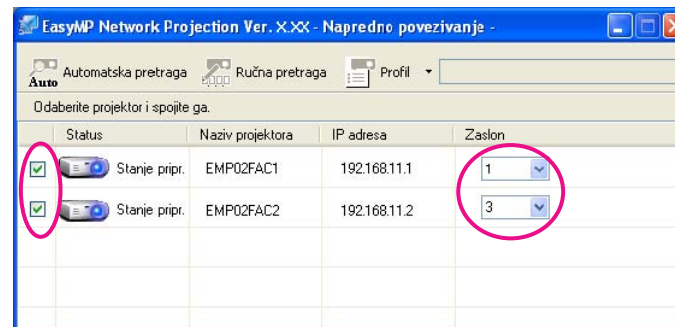 EasyMP Network Projection Ver. X.XX - Napredno povezivanje -
Auto Automatska pretraga Ručna pretraga Profil
Odaberite projektor i spojite ga.
Status Naziv projektora IP adresa Zaslon
Stanje pripr. EMP02FAC1 192.168.11.1 1
Stanje pripr. EMP02FAC2 192.168.11.2 3